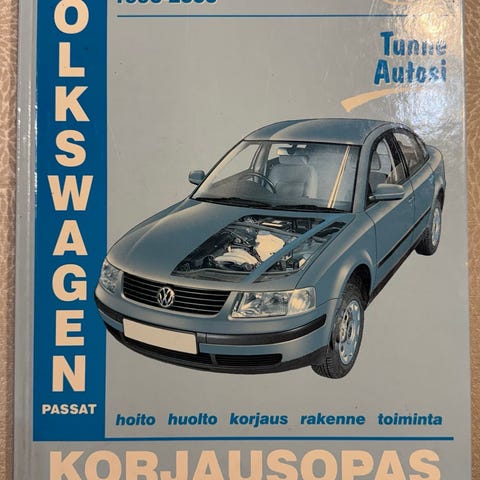 OLKSWAGEN
PASSAT
Tunne
Autosi
hoito huolto korjaus rakenne toiminta
KORJAUSOPAS